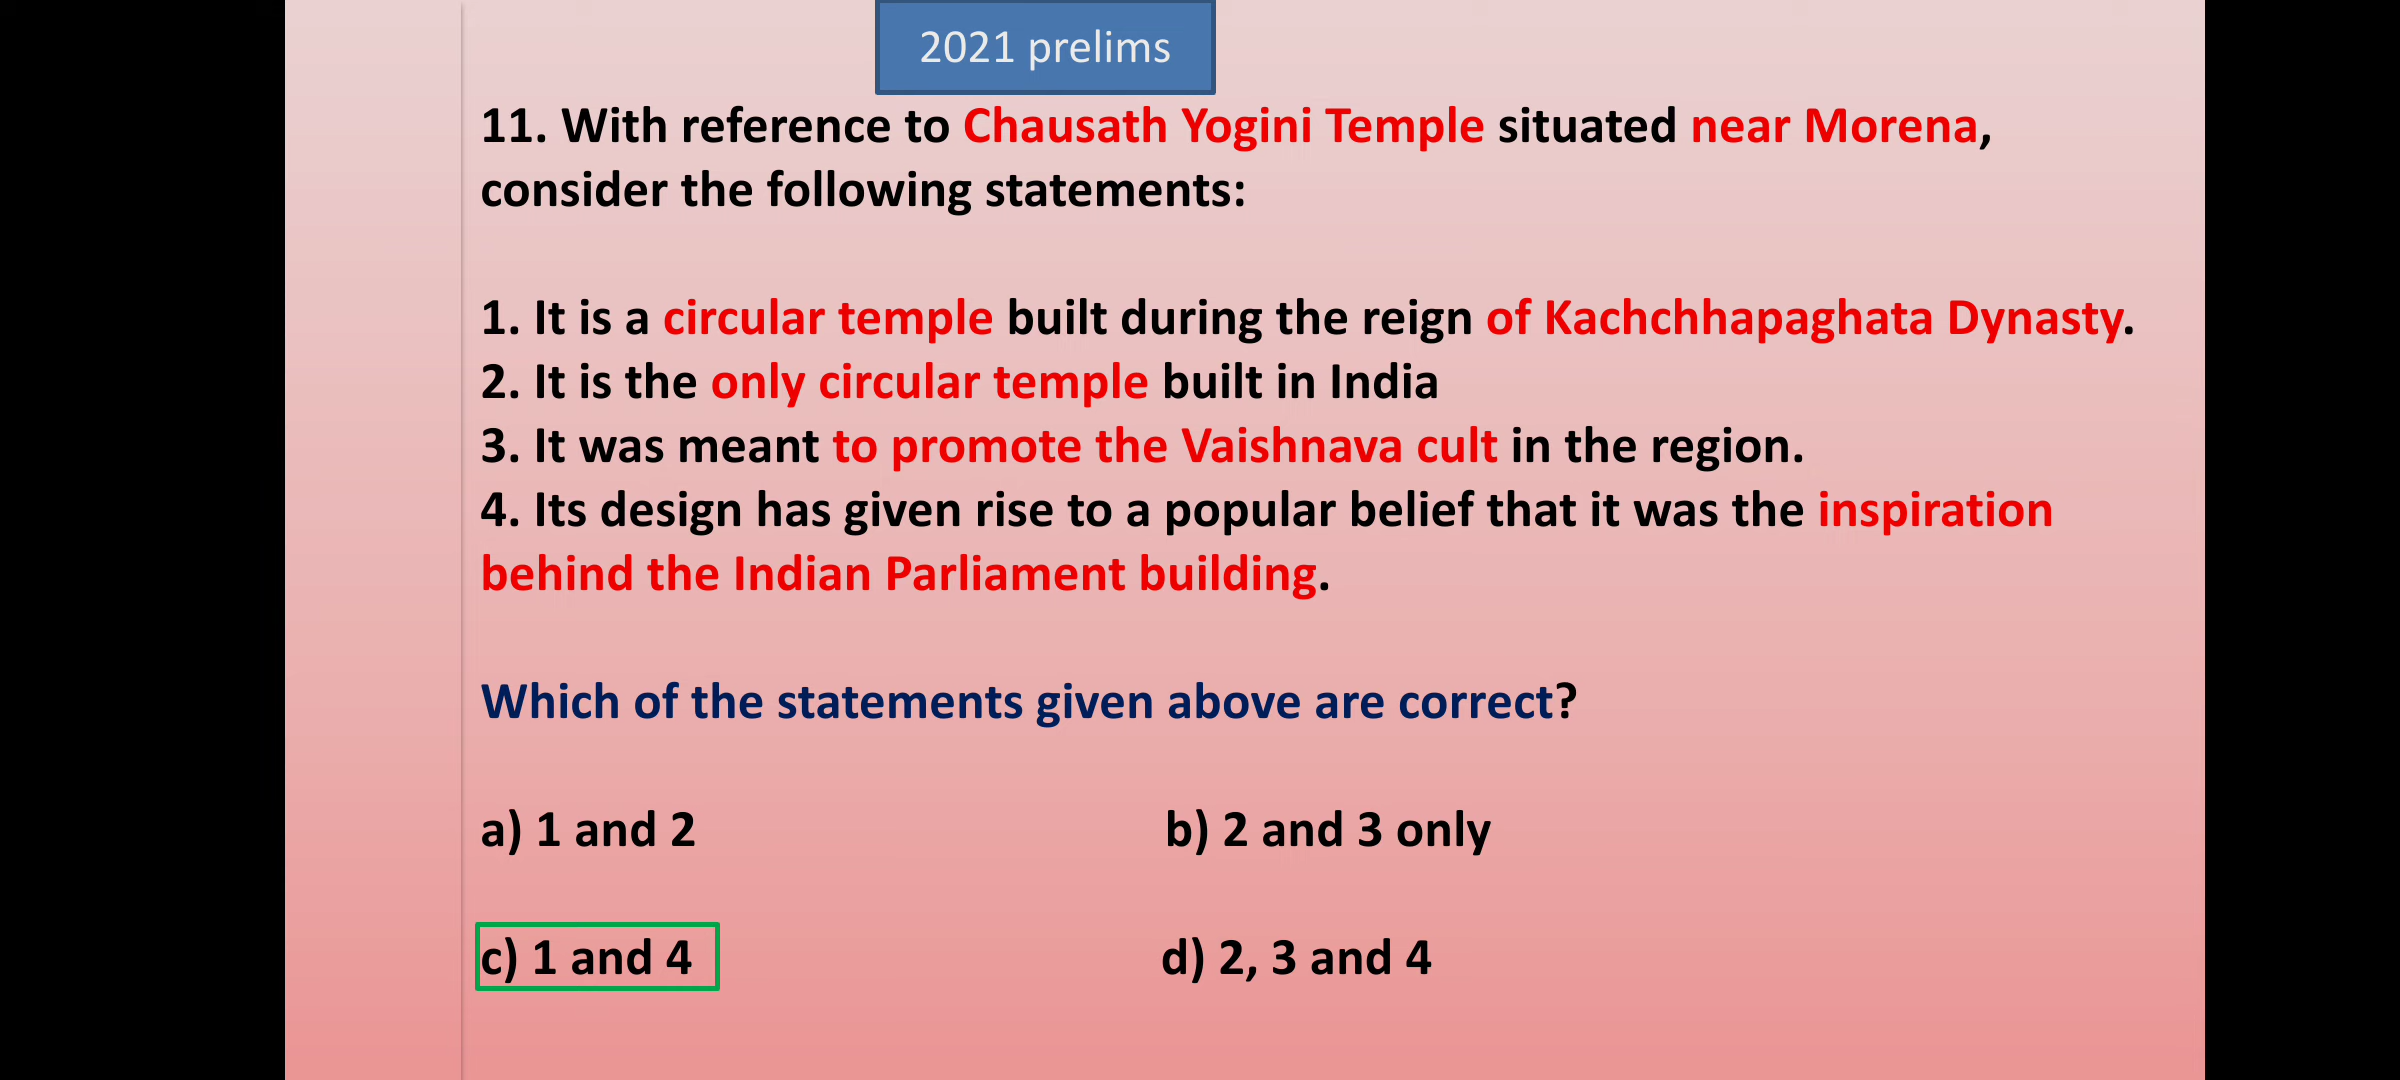 2021 prelims
11. With reference to Chausath Yogini Temple situated near Morena,
consider the following statements:
1. It is a circular temple built during the reign of Kachchhapaghata Dynasty.
2. It is the only circular temple built in India
3. It was meant to promote the Vaishnava cult in the region.
4. Its design has given rise to a popular belief that it was the inspiration
behind the Indian Parliament building.
Which of the statements given above are correct?
a) 1 and 2 b) 2 and 3 only
c) 1 and 4 d) 2, 3 and 4